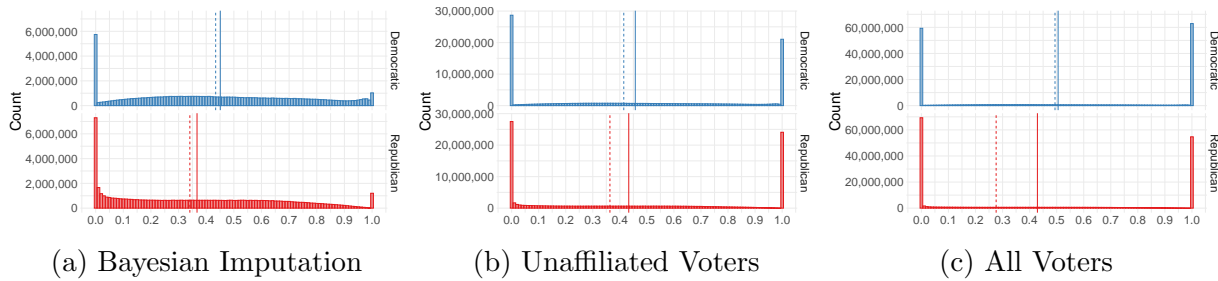 Count
6,000,000
4,000,000
2,000,000
0
Democratic
6,000,000
4,000,000
2,000,000
0
Republican
0.0 0.1 0.2 0.3 0.4 0.5 0.6 0.7 0.8 0.9 1.0
(a) Bayesian Imputation
Count
30,000,000
20,000,000
10,000,000
0
Democratic
30,000,000
20,000,000
10,000,000
0
Republican
0.0 0.1 0.2 0.3 0.4 0.5 0.6 0.7 0.8 0.9 1.0
(b) Unaffiliated Voters
Count
60,000,000
40,000,000
20,000,000
0
Democratic
60,000,000
40,000,000
20,000,000
0
Republican
0.0 0.1 0.2 0.3 0.4 0.5 0.6 0.7 0.8 0.9 1.0
(c) All Voters